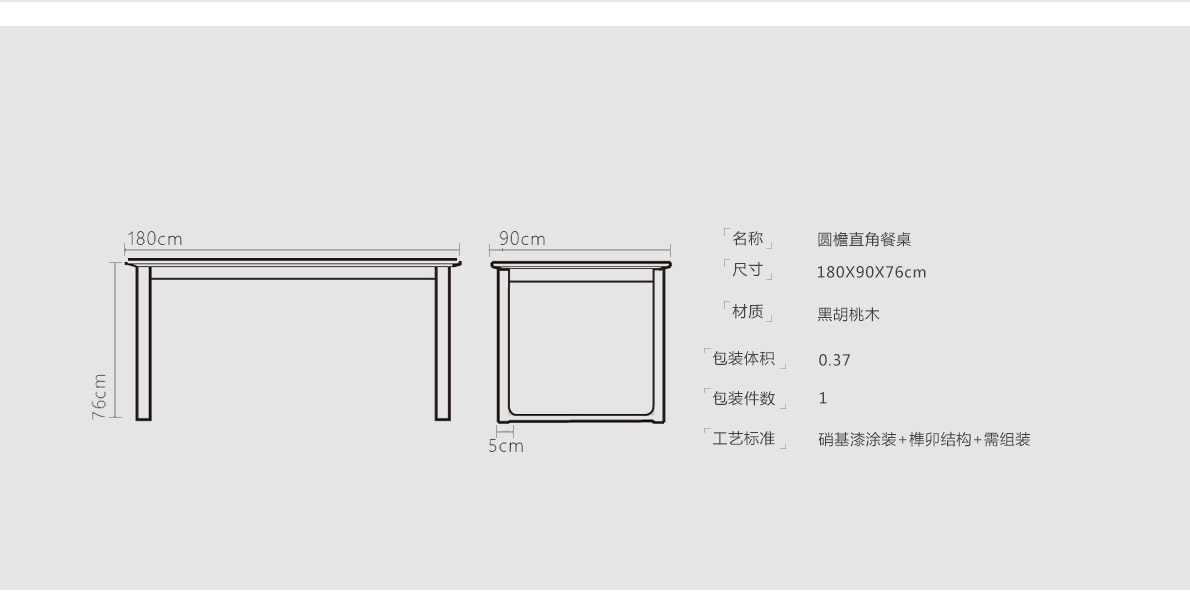 180cm
76cm
90cm
5cm
「名称」 圆檐直角餐桌
「尺寸」 180X90X76cm
「材质」 黑胡桃木
「包装体积」 0.37
「包装件数」 1
「工艺标准」 硝基漆涂装+榫卯结构+需组装